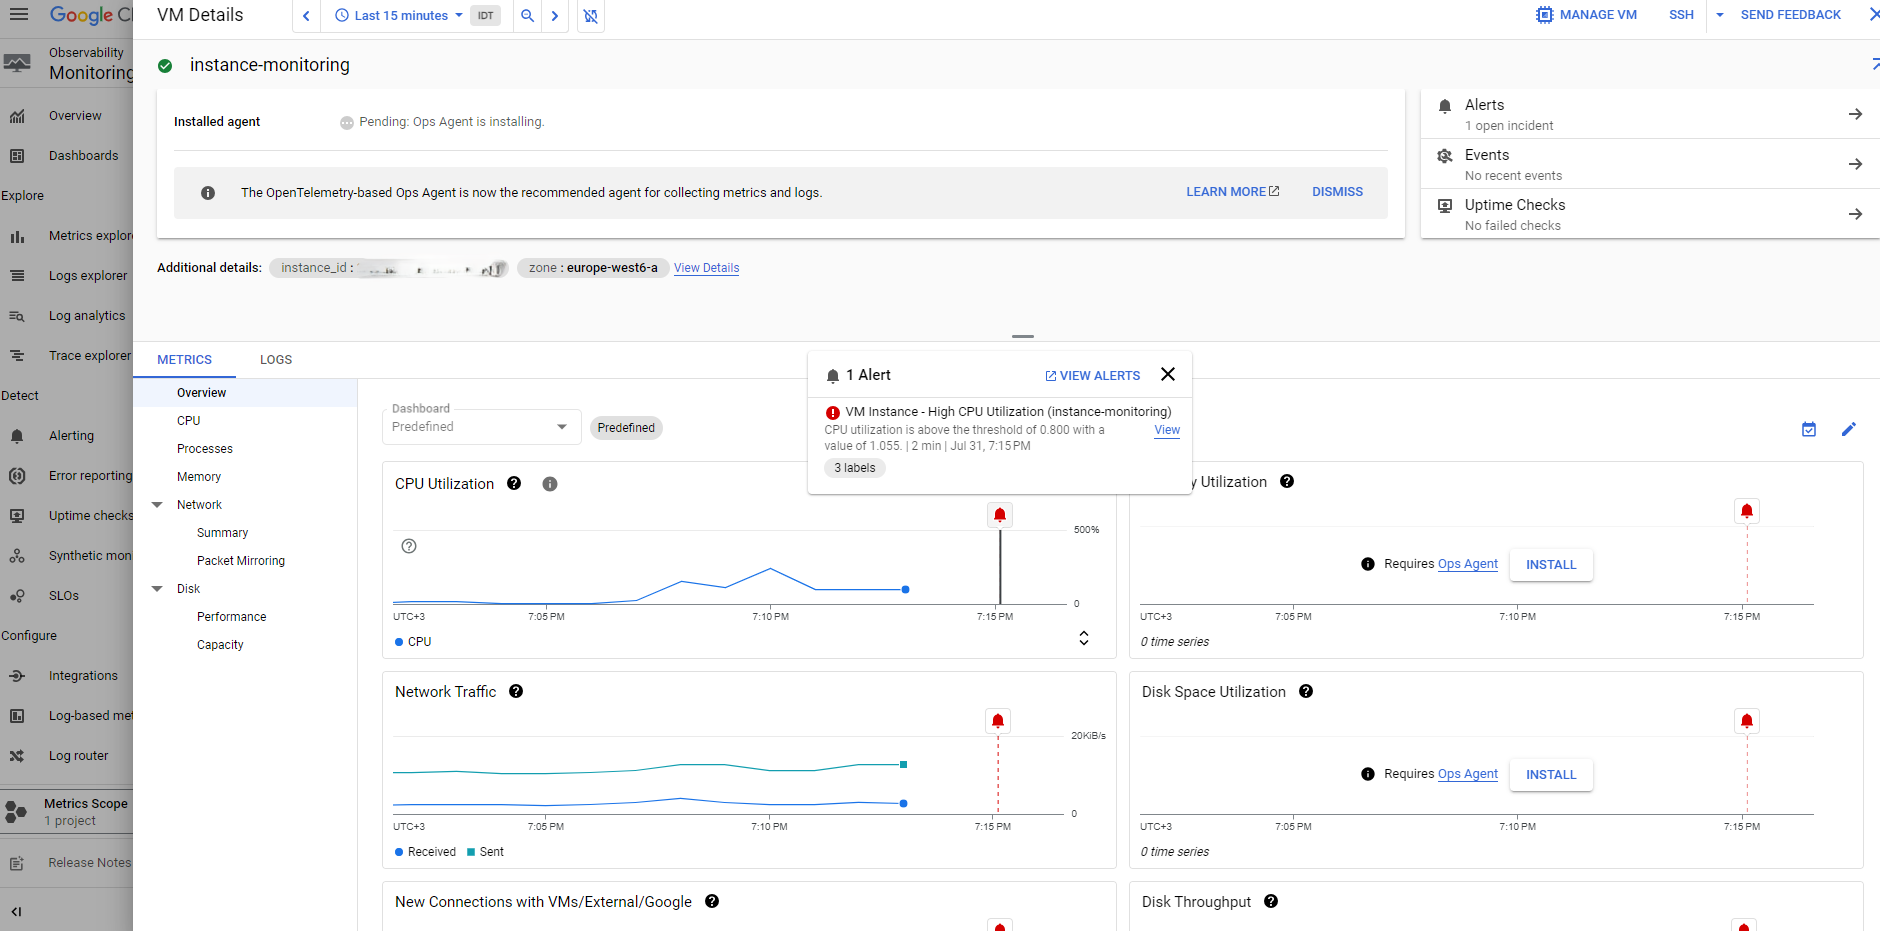 Google Cl
VM Details
Last 15 minutes
IDT
MANAGE VM
SSH
SEND FEEDBACK
Observability
Monitoring
Overview
Dashboards
Explore
Metrics explor
Logs explorer
Log analytics
Trace explorer
Detect
Alerting
Error reporting
Uptime checks
Synthetic mon
SLOs
Configure
Integrations
Log-based met
Log router
Metrics Scope
1 project
Release Notes
instance-monitoring
Installed agent
Pending: Ops Agent is installing.
The OpenTelemetry-based Ops Agent is now the recommended agent for collecting metrics and logs.
LEARN MORE
DISMISS
Alerts
1 open incident
Events
No recent events
Uptime Checks
No failed checks
Additional details:
instance_id :
zone : europe-west6-a
View Details
METRICS
LOGS
Overview
CPU
Processes
Memory
Network
Summary
Packet Mirroring
Disk
Performance
Capacity
Dashboard
Predefined
Predefined
1 Alert
VIEW ALERTS
VM Instance - High CPU Utilization (instance-monitoring)
CPU utilization is above the threshold of 0.800 with a
value of 1.055. | 2 min | Jul 31, 7:15 PM
View
3 labels
CPU Utilization
500%
0
UTC+3
7:05 PM
7:10 PM
7:15 PM
CPU
y Utilization
Requires Ops Agent
INSTALL
UTC+3
7:05 PM
7:10 PM
7:15 PM
0 time series
Network Traffic
20KiB/s
0
UTC+3
7:05 PM
7:10 PM
7:15 PM
Received
Sent
Disk Space Utilization
Requires Ops Agent
INSTALL
UTC+3
7:05 PM
7:10 PM
7:15 PM
0 time series
New Connections with VMs/External/Google
Disk Throughput